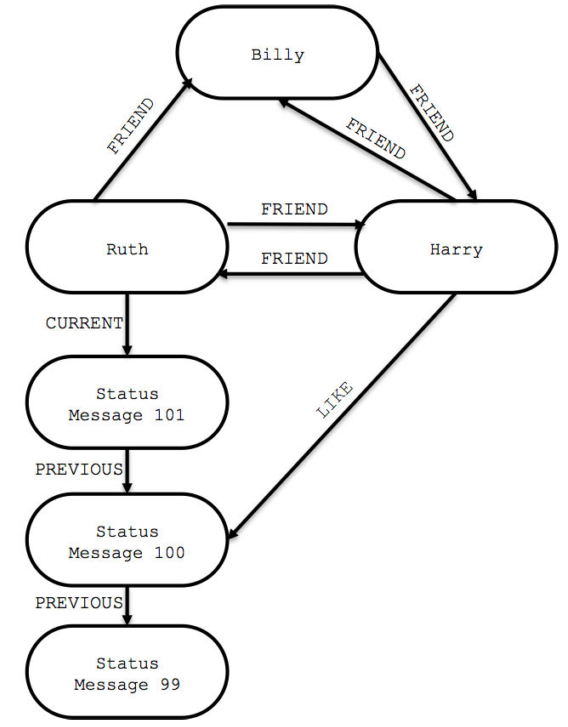 Billy
FRIEND
FRIEND
FRIEND
Ruth
FRIEND
FRIEND
Harry
CURRENT
Status
Message 101
LIKE
PREVIOUS
Status
Message 100
PREVIOUS
Status
Message 99